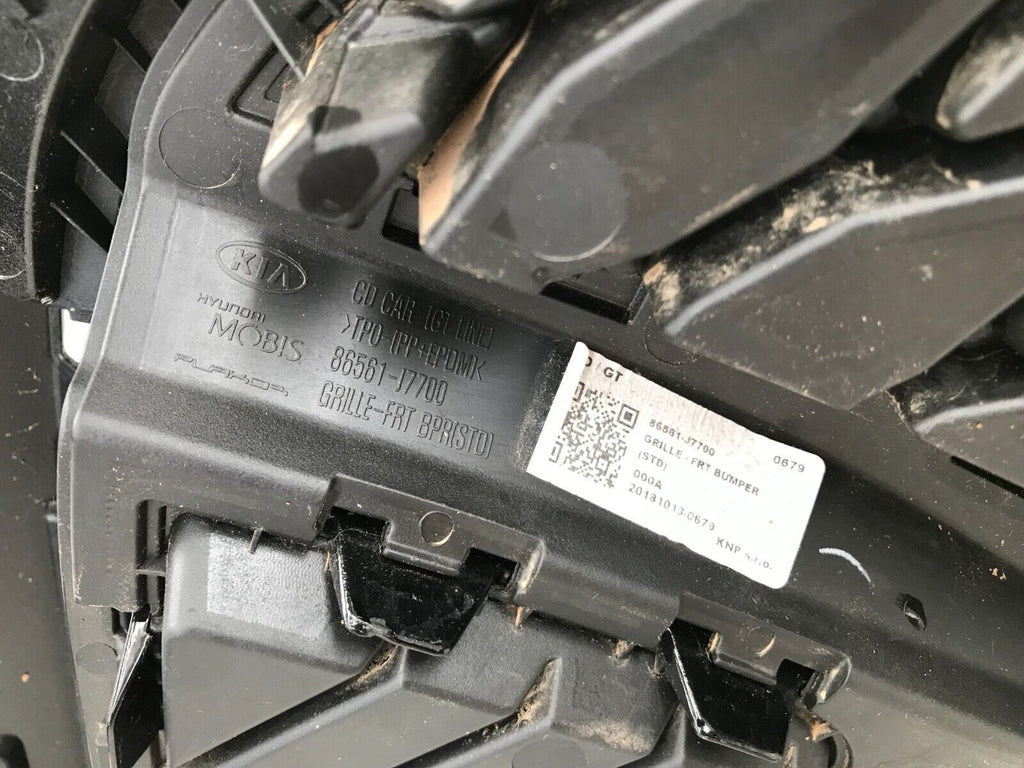 KIA
HYUNDAI
MOBIS
PLAKOR
CD CAR [GT LINE]
>TPO-(PP+EPDM)<
86561-J7700
GRILLE-FRT BPR(STD)
GT
86561-J7700
0679
GRILLE - FRT BUMPER
(STD)
000A
20181013-0679
KNP s.r.o.